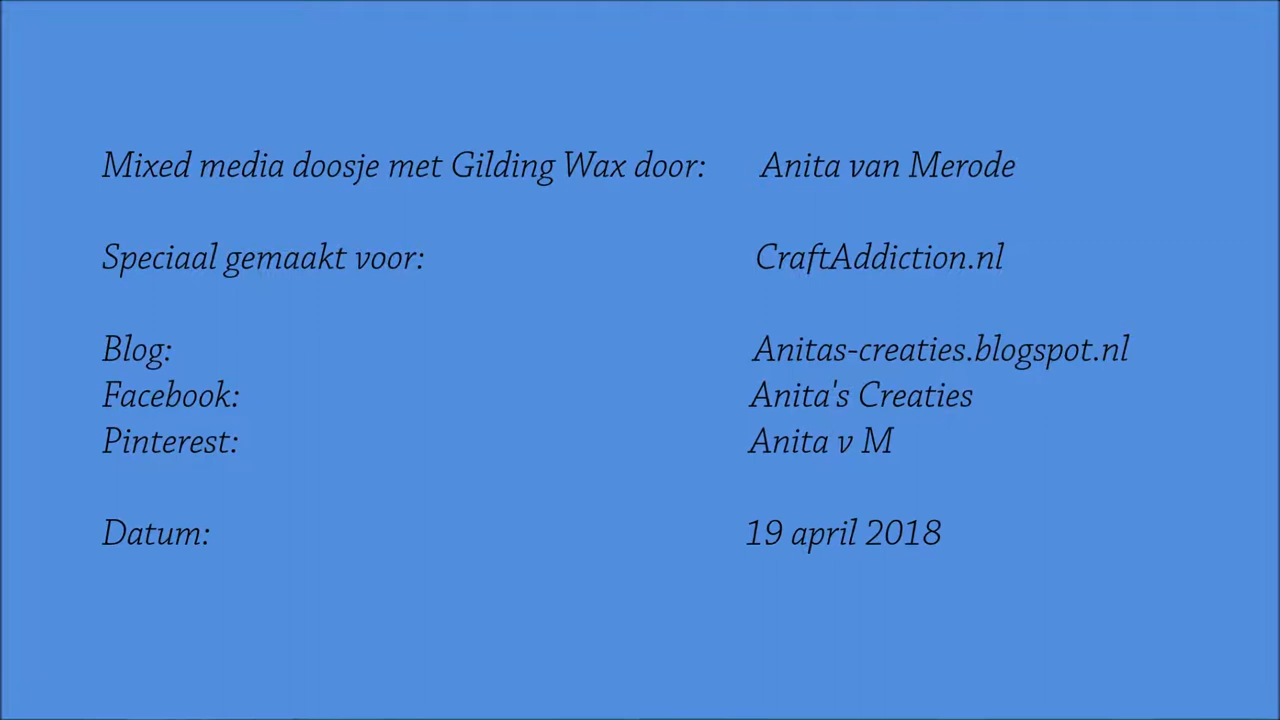 Mixed media doosje met Gilding Wax door: Anita van Merode
Speciaal gemaakt voor: CraftAddiction.nl
Blog: Anitas-creaties.blogspot.nl
Facebook: Anita's Creaties
Pinterest: Anita v M
Datum: 19 april 2018